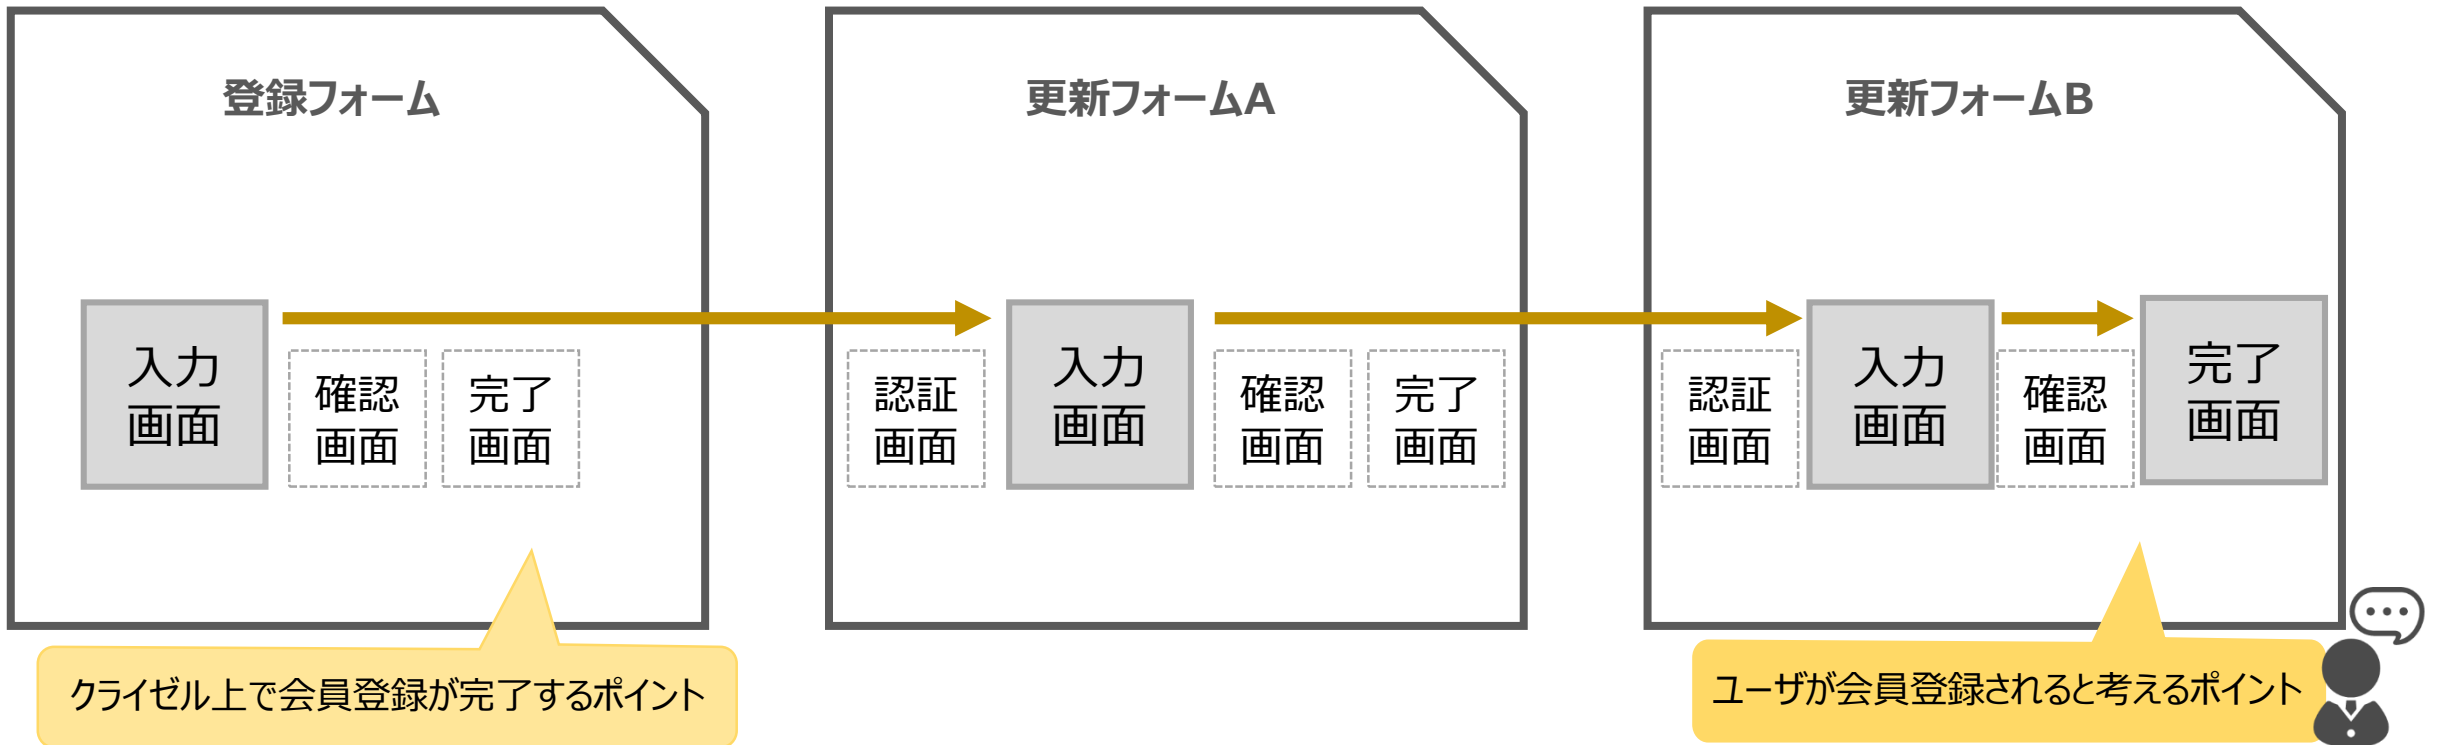 登録フォーム
入力
画面
確認
画面
完了
画面
クライゼル上で会員登録が完了するポイント
更新フォームA
認証
画面
入力
画面
確認
画面
完了
画面
更新フォームB
認証
画面
入力
画面
確認
画面
完了
画面
ユーザが会員登録されると考えるポイント